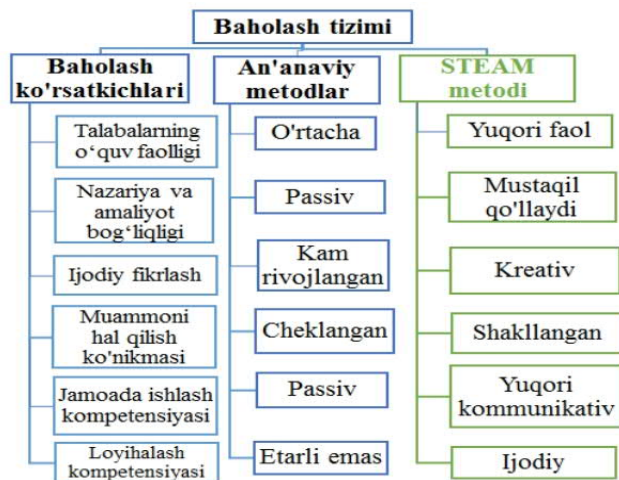 Baholash tizimi
Baholash
ko'rsatkichlari
Talabalarning
o‘quv faolligi
Nazariya va
amaliyot
bog‘liqligi
Ijodiy fikrlash
Muammoni
hal qilish
ko'nikmasi
Jamoada ishlash
kompetensiyasi
Loyihalash
kompetensiyasi
An'anaviy
metodlar
O'rtacha
Passiv
Kam
rivojlangan
Cheklangan
Passiv
Etarli emas
STEAM
metodi
Yuqori faol
Mustaqil
qo'llaydi
Kreativ
Shakllangan
Yuqori
kommunikativ
Ijodiy